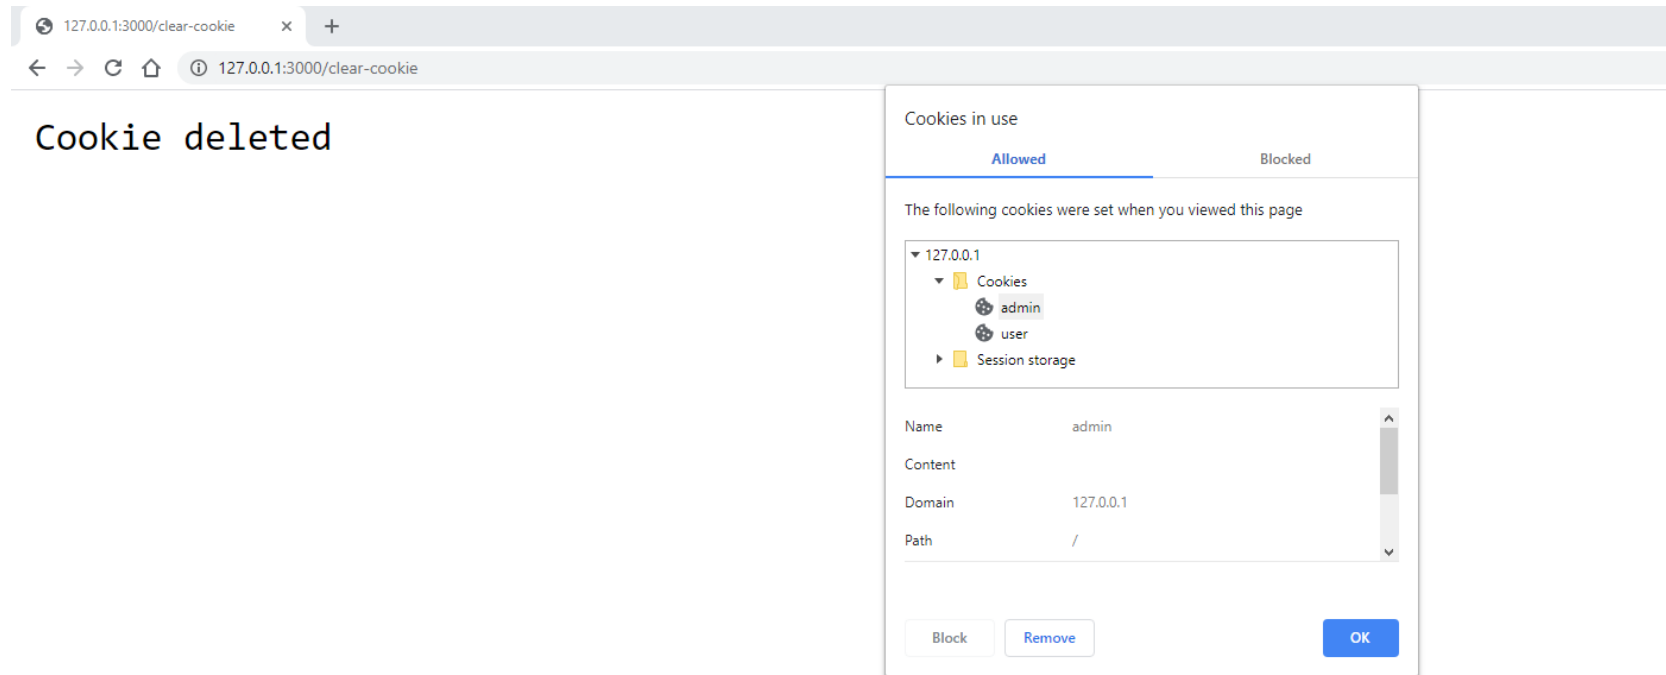 127.0.0.1:3000/clear-cookie
127.0.0.1:3000/clear-cookie
Cookie deleted
Cookies in use
Allowed Blocked
The following cookies were set when you viewed this page
127.0.0.1
Cookies
admin
user
Session storage
Name admin
Content
Domain 127.0.0.1
Path /
Block Remove OK